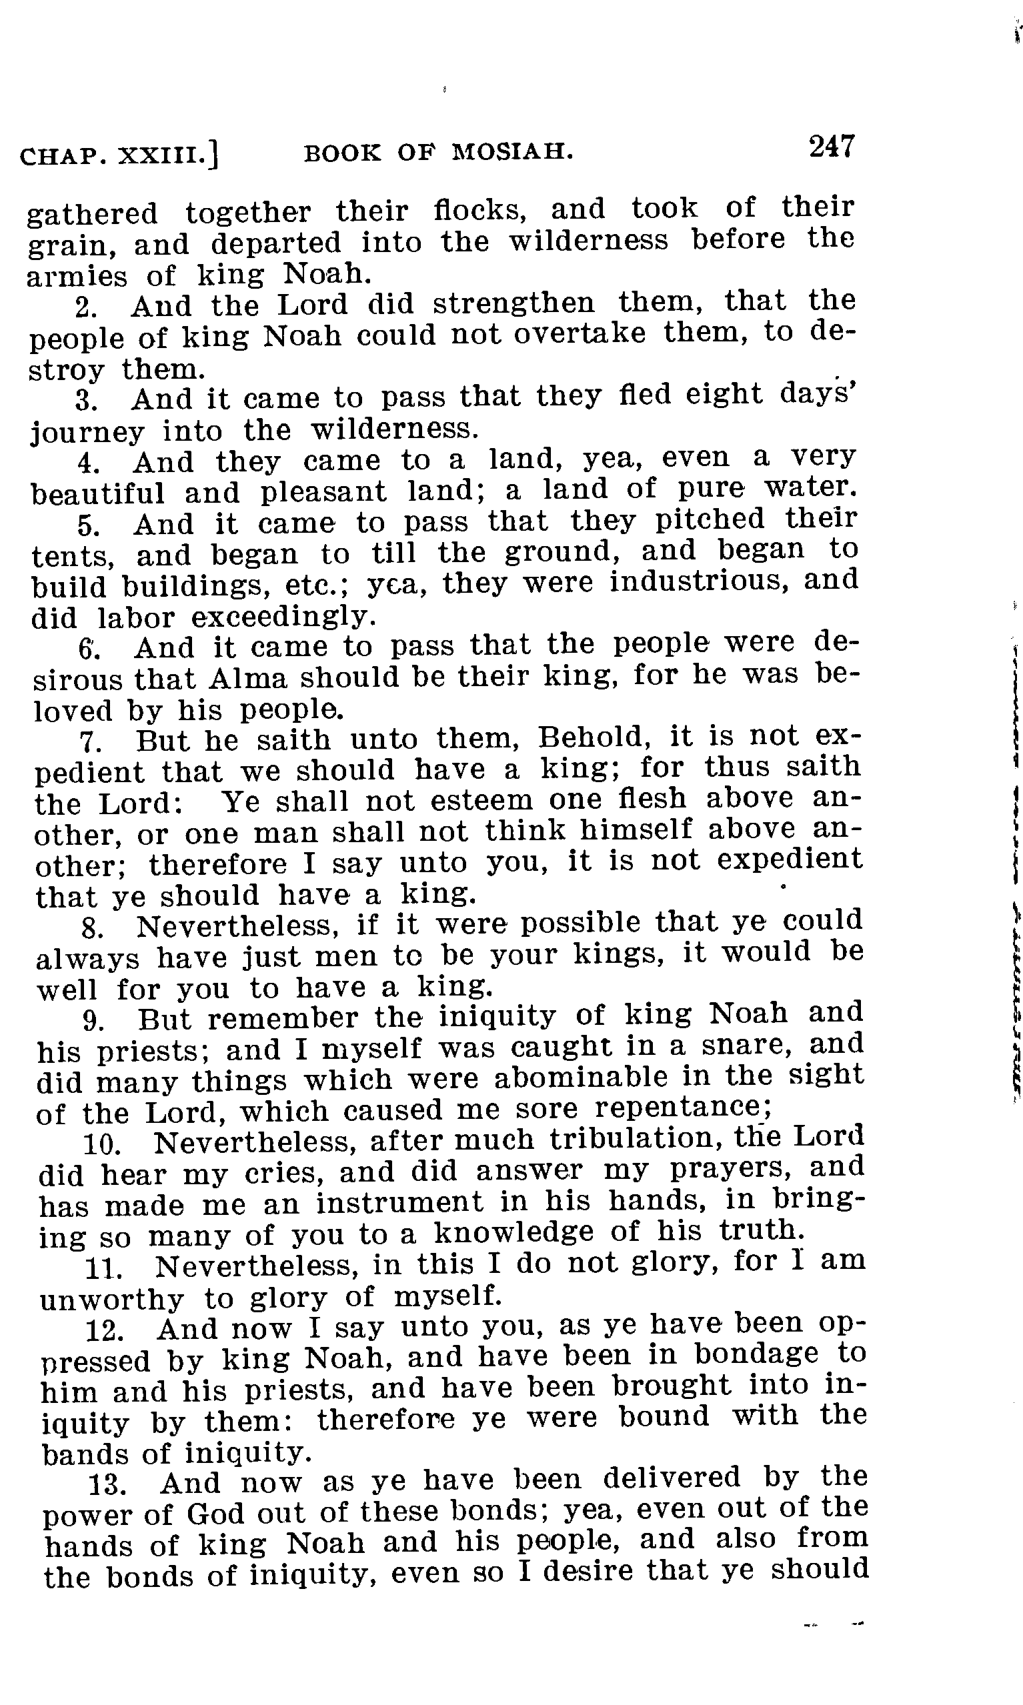 CHAP. XXIII.] BOOK OF MOSIAH. 247
gathered together their flocks, and took of their
grain, and departed into the wilderness before the
armies of king Noah.
2. And the Lord did strengthen them, that the
people of king Noah could not overtake them, to de-
stroy them.
3. And it came to pass that they fled eight days'
journey into the wilderness.
4. And they came to a land, yea, even a very
beautiful and pleasant land; a land of pure water.
5. And it came to pass that they pitched their
tents, and began to till the ground, and began to
build buildings, etc.; yea, they were industrious, and
did labor exceedingly.
6. And it came to pass that the people were de-
sirous that Alma should be their king, for he was be-
loved by his people.
7. But he saith unto them, Behold, it is not ex-
pedient that we should have a king; for thus saith
the Lord: Ye shall not esteem one flesh above an-
other, or one man shall not think himself above an-
other; therefore I say unto you, it is not expedient
that ye should have a king.
8. Nevertheless, if it were possible that ye could
always have just men to be your kings, it would be
well for you to have a king.
9. But remember the iniquity of king Noah and
his priests; and I myself was caught in a snare, and
did many things which were abominable in the sight
of the Lord, which caused me sore repentance;
10. Nevertheless, after much tribulation, the Lord
did hear my cries, and did answer my prayers, and
has made me an instrument in his hands, in bring-
ing so many of you to a knowledge of his truth.
11. Nevertheless, in this I do not glory, for I am
unworthy to glory of myself.
12. And now I say unto you, as ye have been op-
pressed by king Noah, and have been in bondage to
him and his priests, and have been brought into in-
iquity by them: therefore ye were bound with the
bands of iniquity.
13. And now as ye have been delivered by the
power of God out of these bonds; yea, even out of the
hands of king Noah and his people, and also from
the bonds of iniquity, even so I desire that ye should